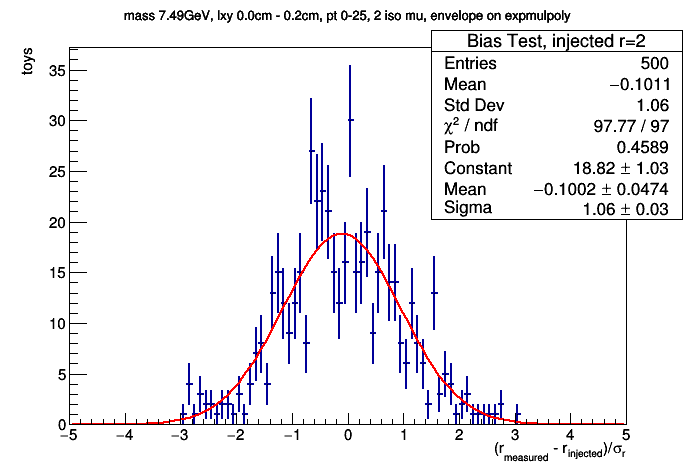 mass 7.49GeV, lxy 0.0cm - 0.2cm, pt 0-25, 2 iso mu, envelope on expmulpoly
Bias Test, injected r=2
Entries 500
Mean −0.1011
Std Dev 1.06
χ² / ndf 97.77 / 97
Prob 0.4589
Constant 18.82 ± 1.03
Mean −0.1002 ± 0.0474
Sigma 1.06 ± 0.03
toys
35
30
25
20
15
10
5
0
−5 −4 −3 −2 −1 0 1 2 3 4 5
(r_measured - r_injected)/σ_r